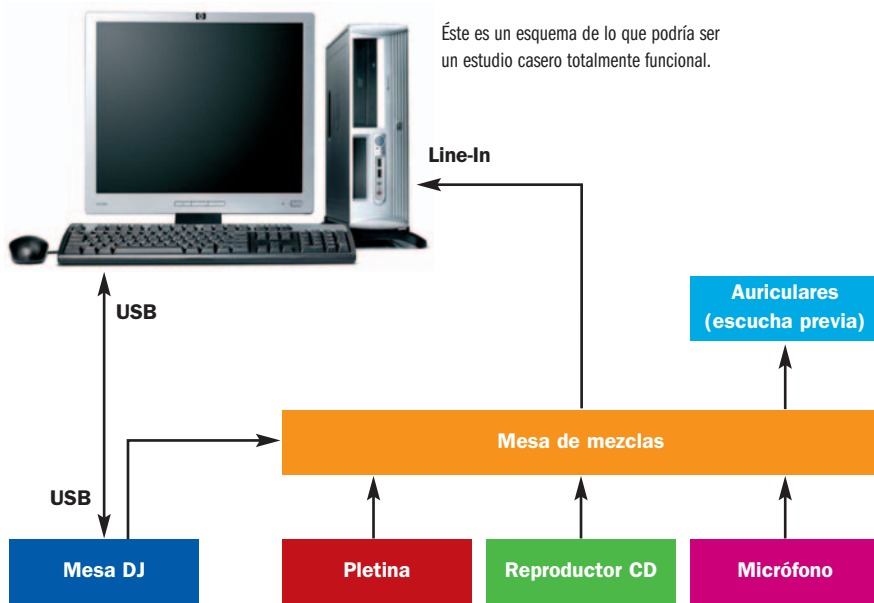 Éste es un esquema de lo que podría ser
un estudio casero totalmente funcional.
Line-In
USB
Auriculares
(escucha previa)
Mesa de mezclas
USB
Mesa DJ
Pletina
Reproductor CD
Micrófono